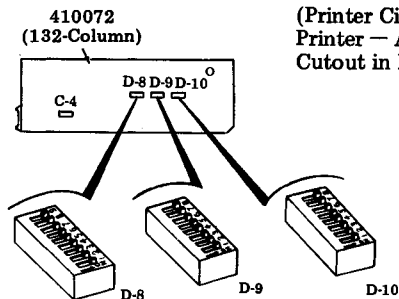 410072
(132-Column)
(Printer Ci
Printer — A
Cutout in
D-8 D-9 D-10
C-4
D-8
D-9
D-10